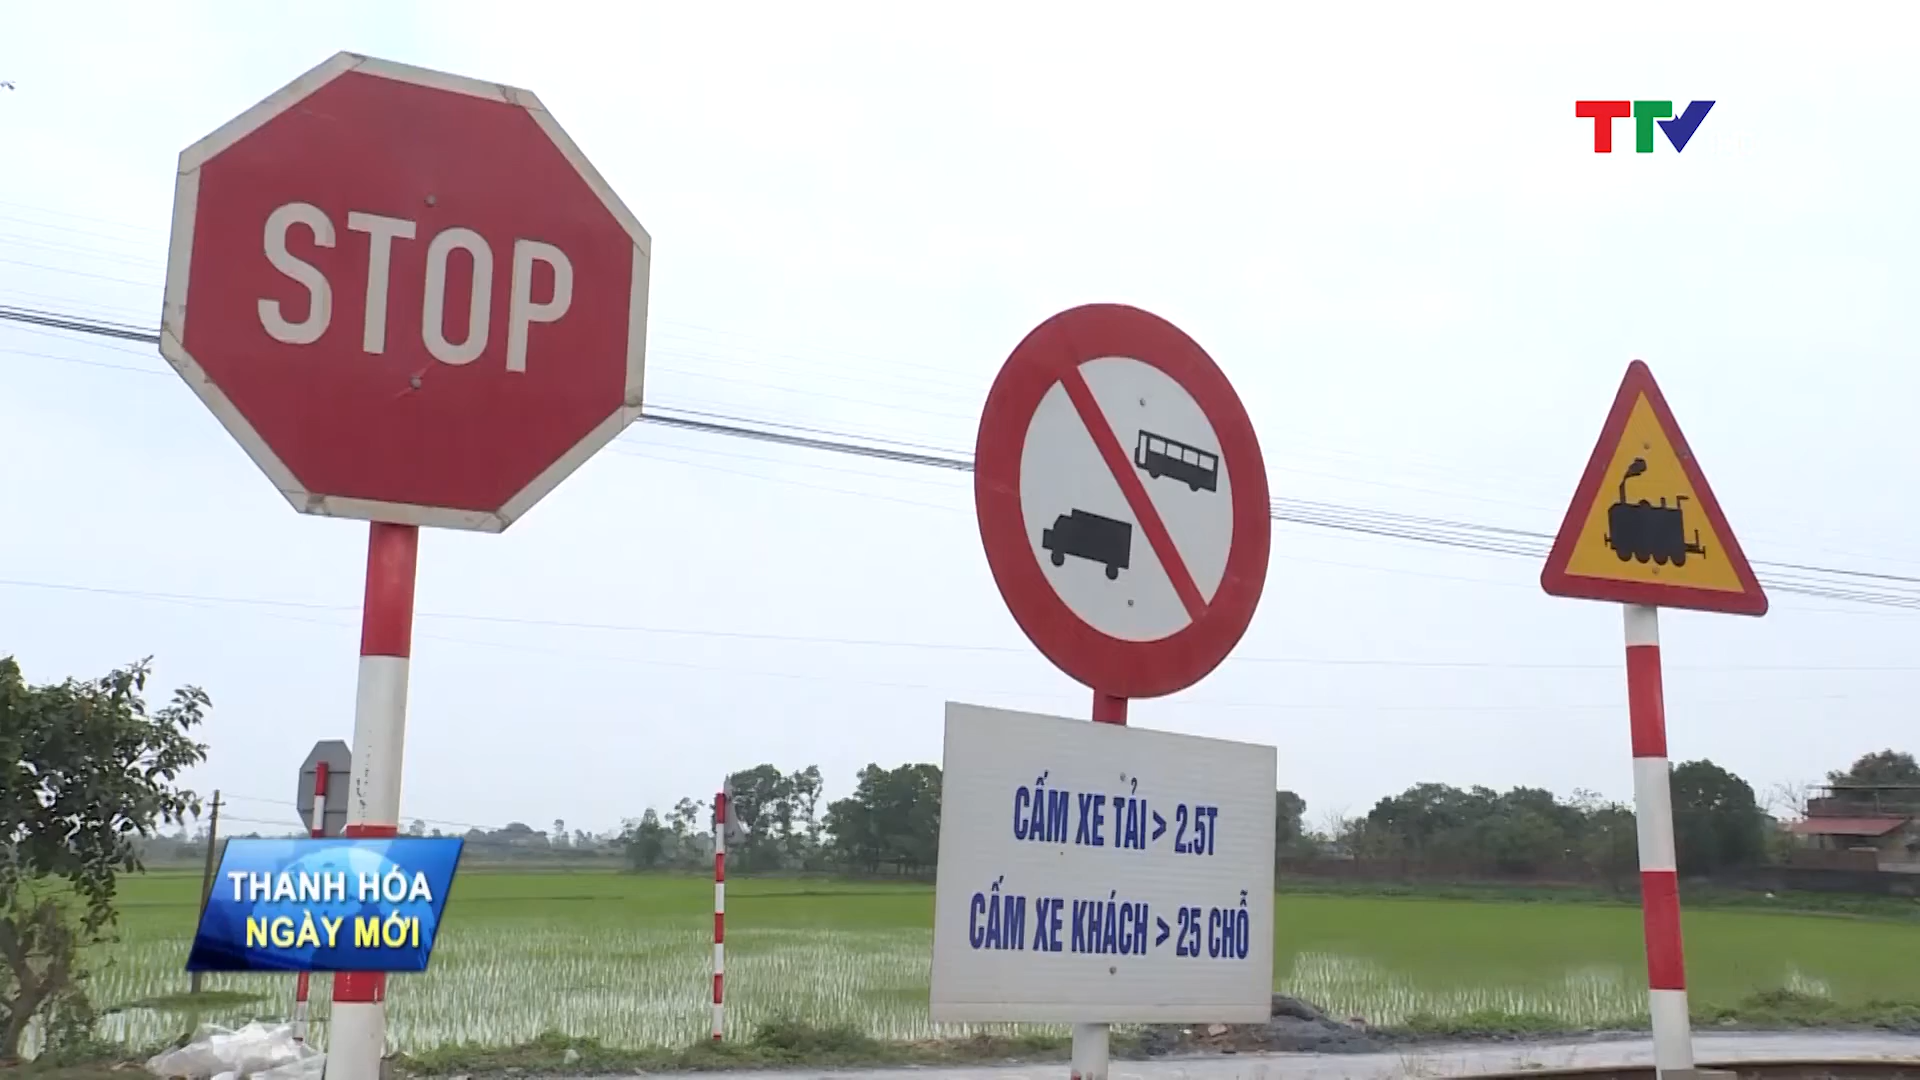 TTV
STOP
CẤM XE TẢI > 2.5T
CẤM XE KHÁCH > 25 CHỖ
THANH HÓA
NGÀY MỚI